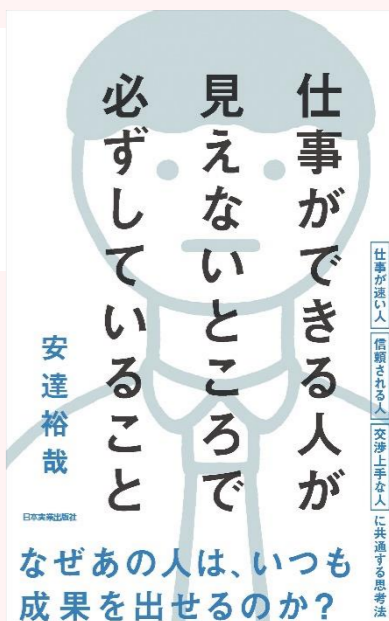 仕事ができる人が
見えないところで
必ずしていること
仕事が速い人 信頼される人 交渉上手な人 に共通する思考法
安達裕哉
日本実業出版社
なぜあの人は、いつも
成果を出せるのか？